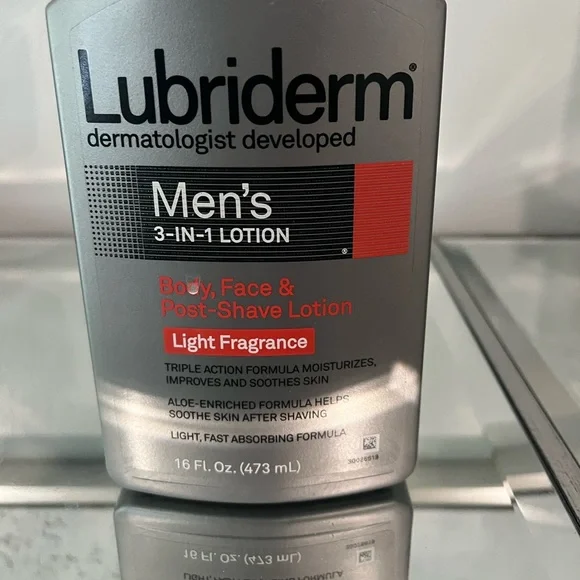 Lubriderm®
dermatologist developed
Men's
3-IN-1 LOTION
®
Body, Face &
Post-Shave Lotion
Light Fragrance
TRIPLE ACTION FORMULA MOISTURIZES,
IMPROVES AND SOOTHES SKIN
ALOE-ENRICHED FORMULA HELPS
SOOTHE SKIN AFTER SHAVING
LIGHT, FAST ABSORBING FORMULA
16 Fl. Oz. (473 mL)